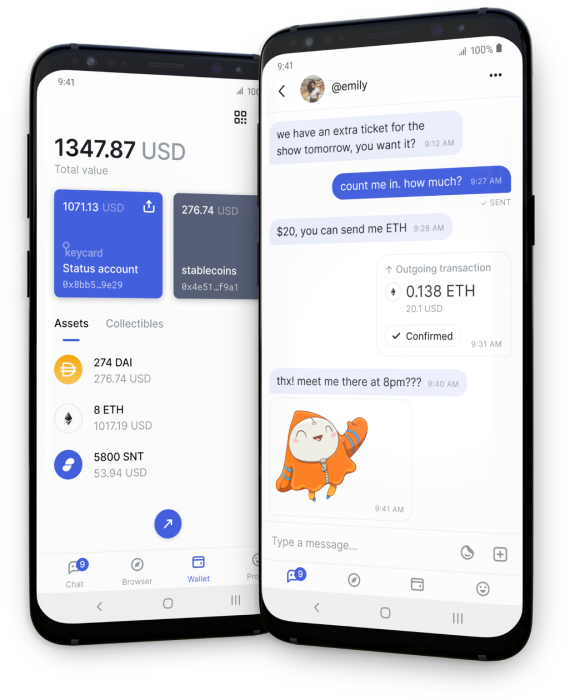 9:41
100
1347.87 USD
Total value
1071.13 USD
keycard
Status account
0x8bb5…9e29
276.74 USD
stablecoins
0x4e51…f9a1
Assets Collectibles
274 DAI
276.74 USD
8 ETH
1017.19 USD
5800 SNT
53.94 USD
9
Chat
Browser
Wallet
Pro
9:41
100%
@emily
we have an extra ticket for the
show tomorrow, you want it? 9:12 AM
count me in. how much? 9:27 AM
✓ SENT
$20, you can send me ETH 9:28 AM
↑ Outgoing transaction
0.138 ETH
20.1 USD
✓ Confirmed
9:31 AM
thx! meet me there at 8pm??? 9:40 AM
9:41 AM
Type a message...
9